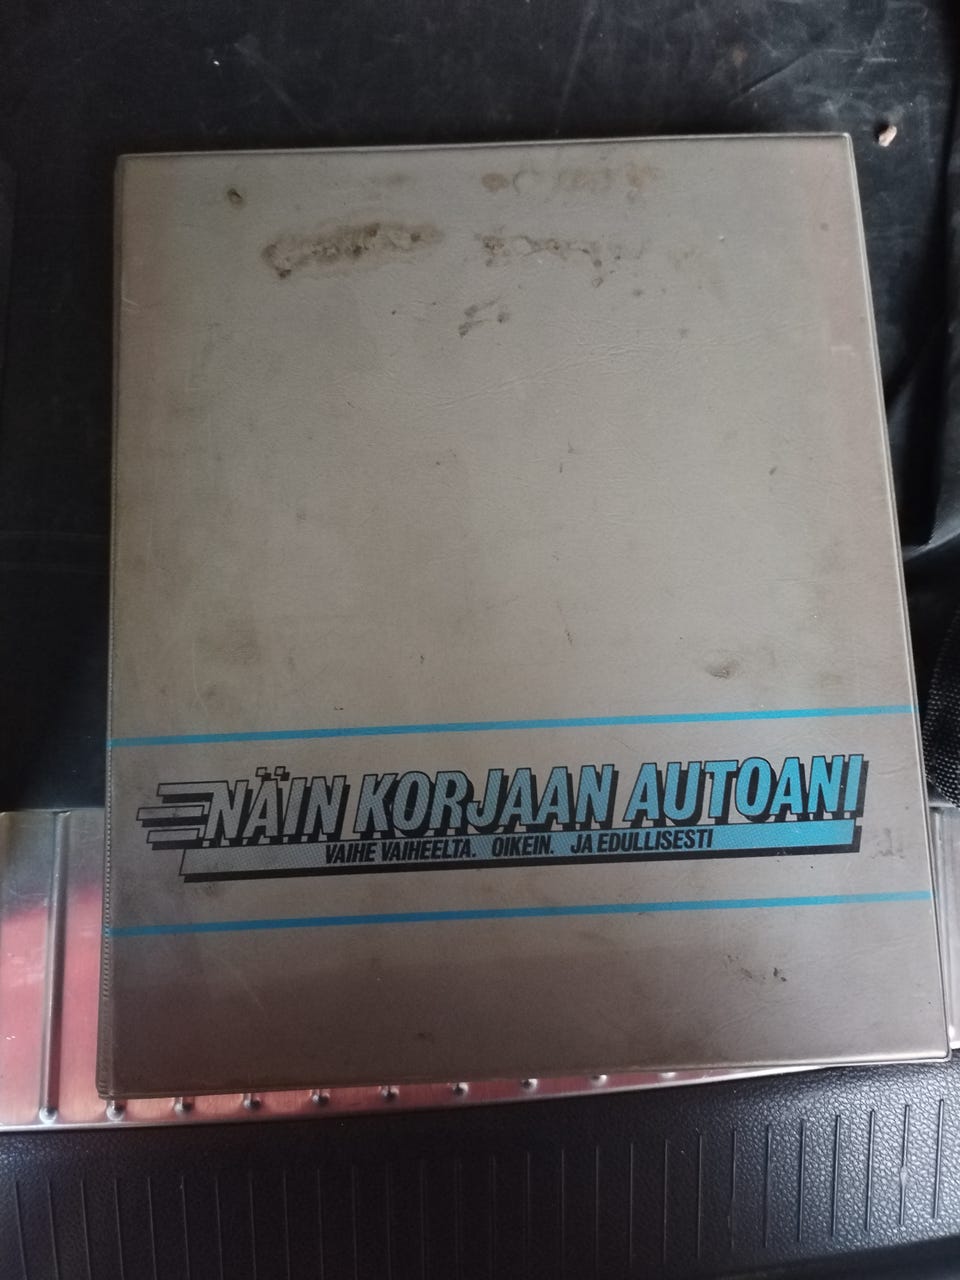 NÄIN KORJAAN AUTOANI
VAIHE VAIHEELTA. OIKEIN. JA EDULLISESTI